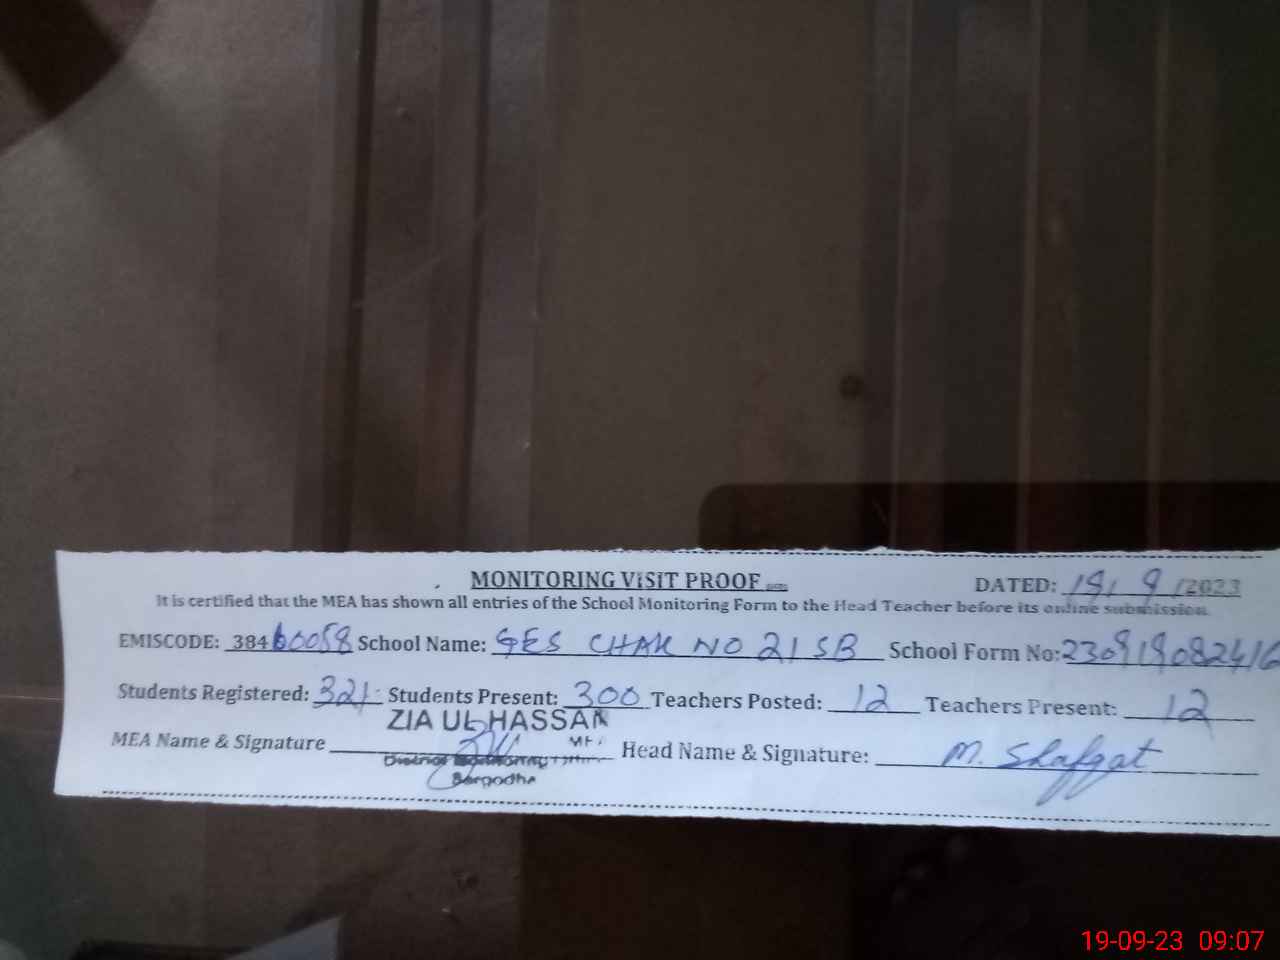 MONITORING VISIT PROOF
DATED: 19/9/2023
It is certified that the MEA has shown all entries of the School Monitoring Form to the Head Teacher before its online submission.
EMISCODE: 38460058 School Name: GES CHAK NO 21 SB School Form No: 230919082416
Students Registered: 321 Students Present: 300 Teachers Posted: 12 Teachers Present: 12
ZIA UL HASSAN
MEA Name & Signature Head Name & Signature: M. Shafqat
District Monitoring
Sargodha
19-09-23 09:07